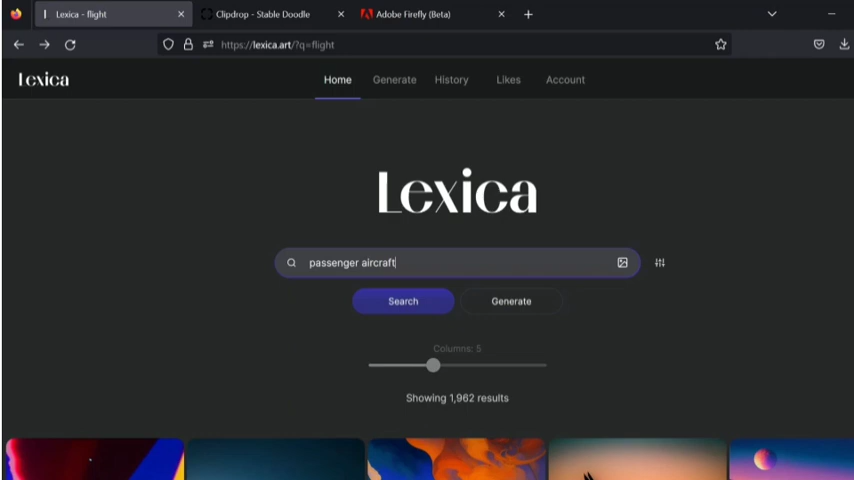 Lexica - flight
Clipdrop - Stable Doodle
Adobe Firefly (Beta)
https://lexica.art/?q=flight
Lexica
Home
Generate
History
Likes
Account
Lexica
passenger aircraft
Search
Generate
Columns: 5
Showing 1,962 results